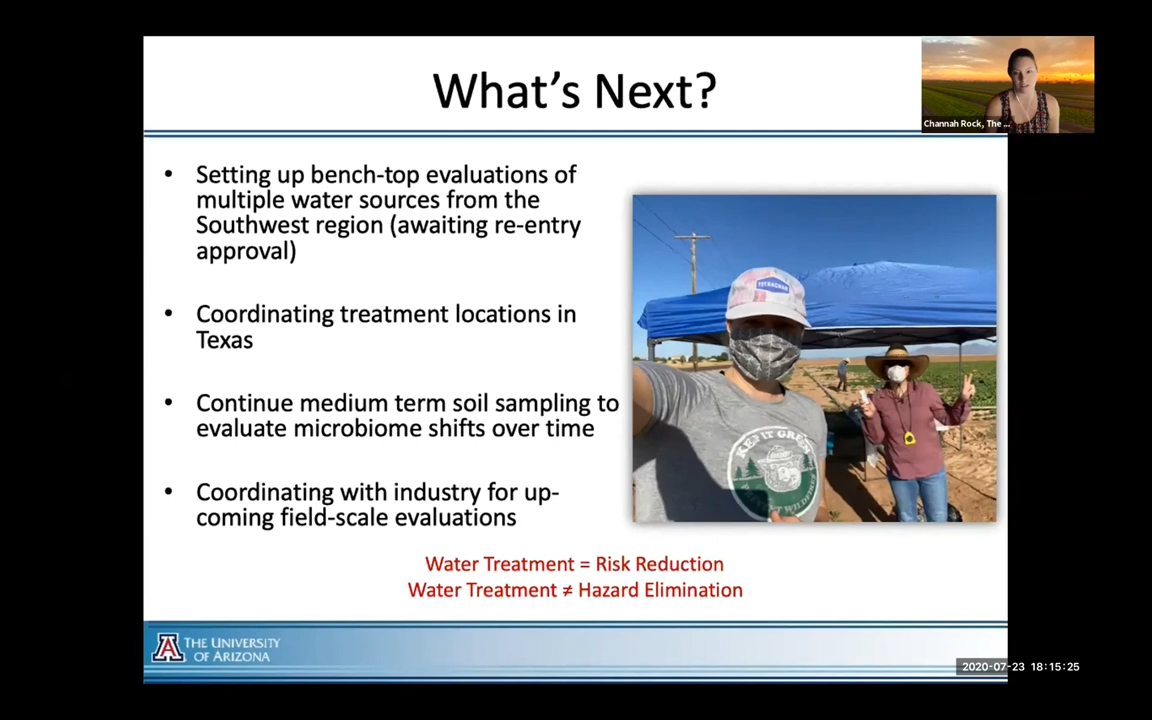 What's Next?
Channah Rock, The ...
• Setting up bench-top evaluations of
multiple water sources from the
Southwest region (awaiting re-entry
approval)
• Coordinating treatment locations in
Texas
• Continue medium term soil sampling to
evaluate microbiome shifts over time
• Coordinating with industry for up-
coming field-scale evaluations
KEEP IT GREEN
Water Treatment = Risk Reduction
Water Treatment ≠ Hazard Elimination
THE UNIVERSITY
OF ARIZONA
2020-07-23 18:15:25